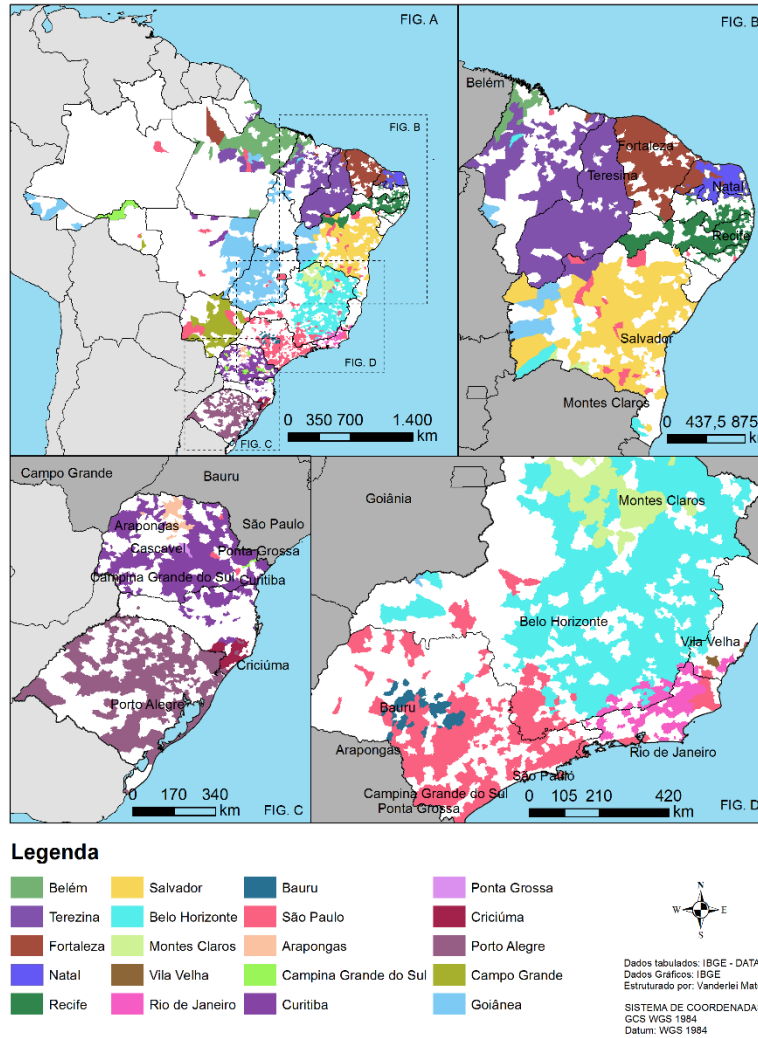 FIG. A
FIG. B
FIG. D
FIG. C
0 350 700 1.400
km
FIG. B
Belém
Fortaleza
Teresina
Natal
Recife
Salvador
Montes Claros
0 437,5 875
km
Campo Grande
Bauru
Arapongas
São Paulo
Cascavel
Ponta Grossa
Campina Grande do Sul
Curitiba
Criciúma
Porto Alegre
0 170 340
km
FIG. C
Goiânia
Montes Claros
Belo Horizonte
Vila Velha
Bauru
Arapongas
Rio de Janeiro
São Paulo
Campina Grande do Sul
Ponta Grossa
0 105 210 420
km
FIG. D
Legenda
Belém
Salvador
Bauru
Ponta Grossa
Terezina
Belo Horizonte
São Paulo
Criciúma
Fortaleza
Montes Claros
Arapongas
Porto Alegre
Natal
Vila Velha
Campina Grande do Sul
Campo Grande
Recife
Rio de Janeiro
Curitiba
Goiânea
N
W E
S
Dados tabulados: IBGE - DATA
Dados Gráficos: IBGE
Estruturado por: Vanderlei Mat
SISTEMA DE COORDENADAS
GCS WGS 1984
Datum: WGS 1984